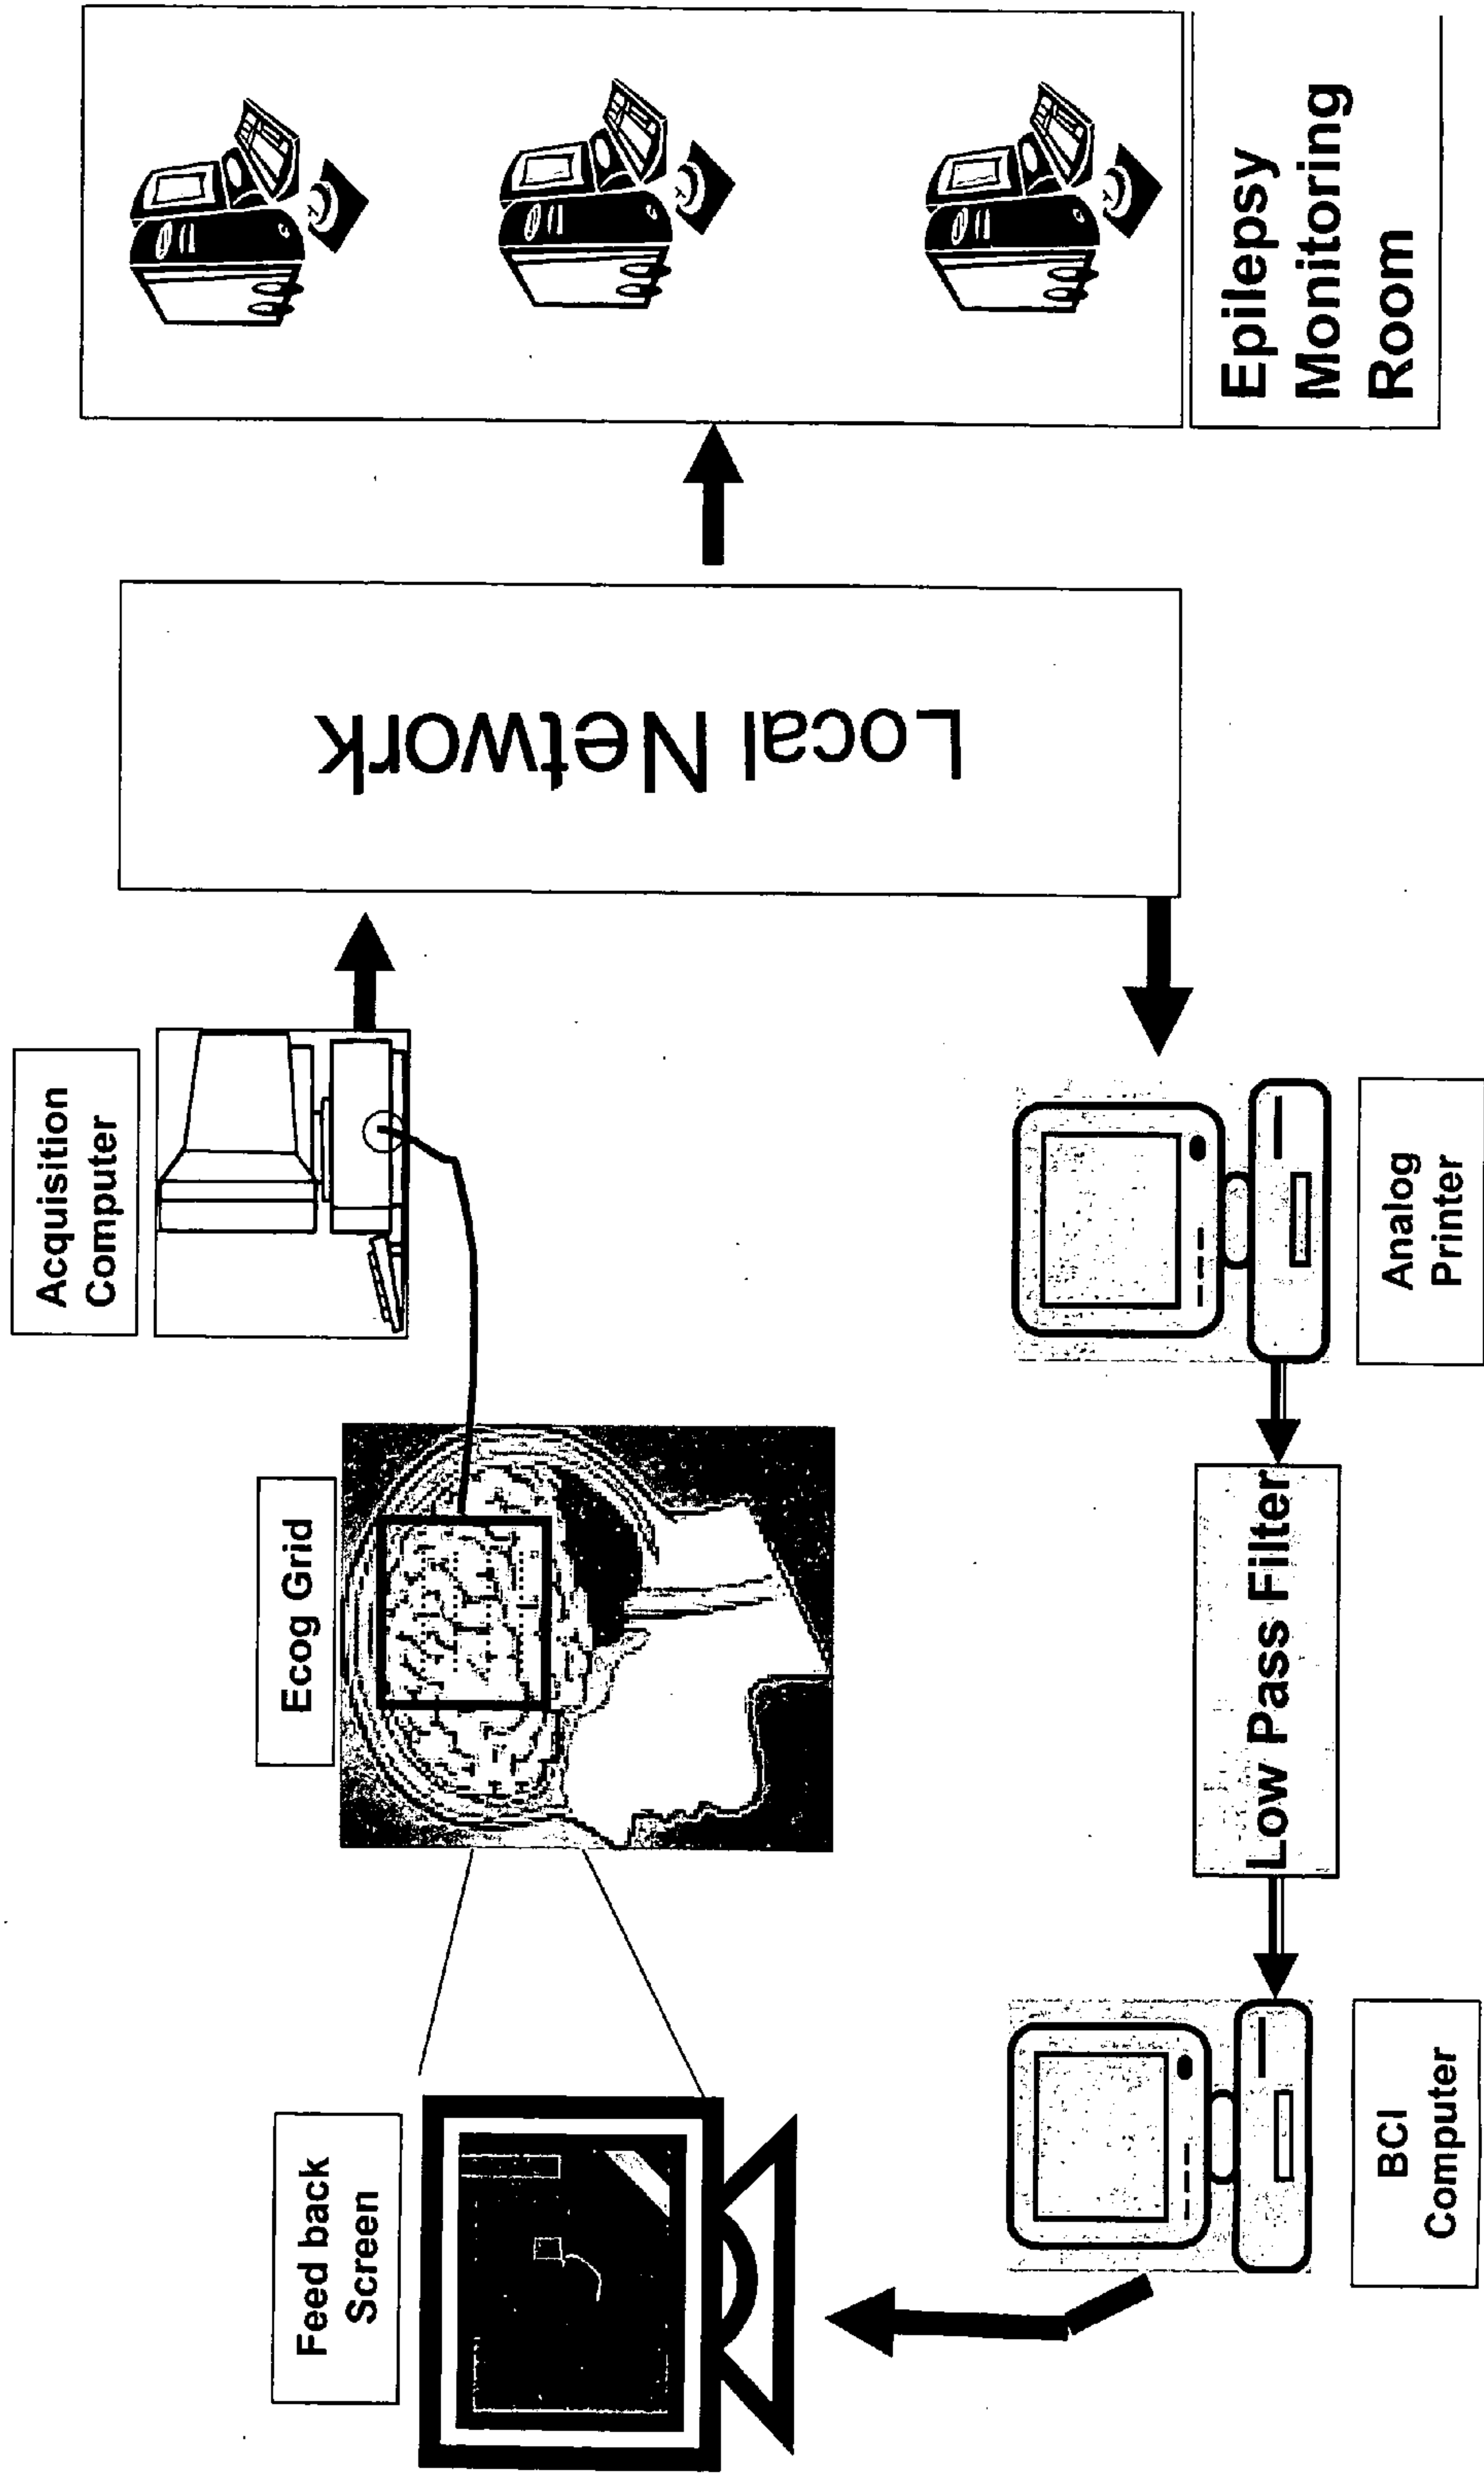 Feed back
Screen
Ecog Grid
Acquisition
Computer
Local Network
Epilepsy
Monitoring
Room
BCI
Computer
Low Pass Filter
Analog
Printer